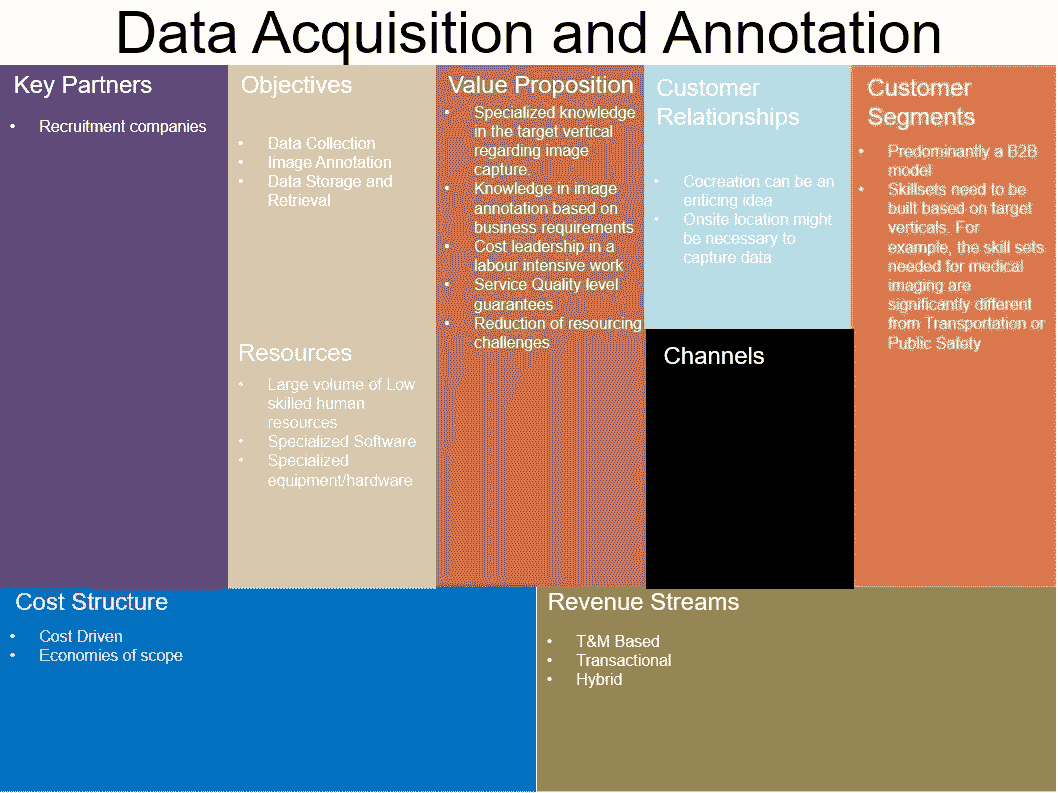 Data Acquisition and Annotation
Key Partners
• Recruitment companies
Objectives
• Data Collection
• Image Annotation
• Data Storage and
Retrieval
Resources
• Large volume of Low
skilled human
resources
• Specialized Software
• Specialized
equipment/hardware
Value Proposition
• Specialized knowledge
in the target vertical
regarding image
capture.
• Knowledge in image
annotation based on
business requirements
• Cost leadership in a
labour intensive work
• Service Quality level
guarantees
• Reduction of resourcing
challenges
Customer
Relationships
• Cocreation can be an
enticing idea
• Onsite location might
be necessary to
capture data
Channels
Customer
Segments
• Predominantly a B2B
model
• Skillsets need to be
built based on target
verticals. For
example, the skill sets
needed for medical
imaging are
significantly different
from Transportation or
Public Safety
Cost Structure
• Cost Driven
• Economies of scope
Revenue Streams
• T&M Based
• Transactional
• Hybrid